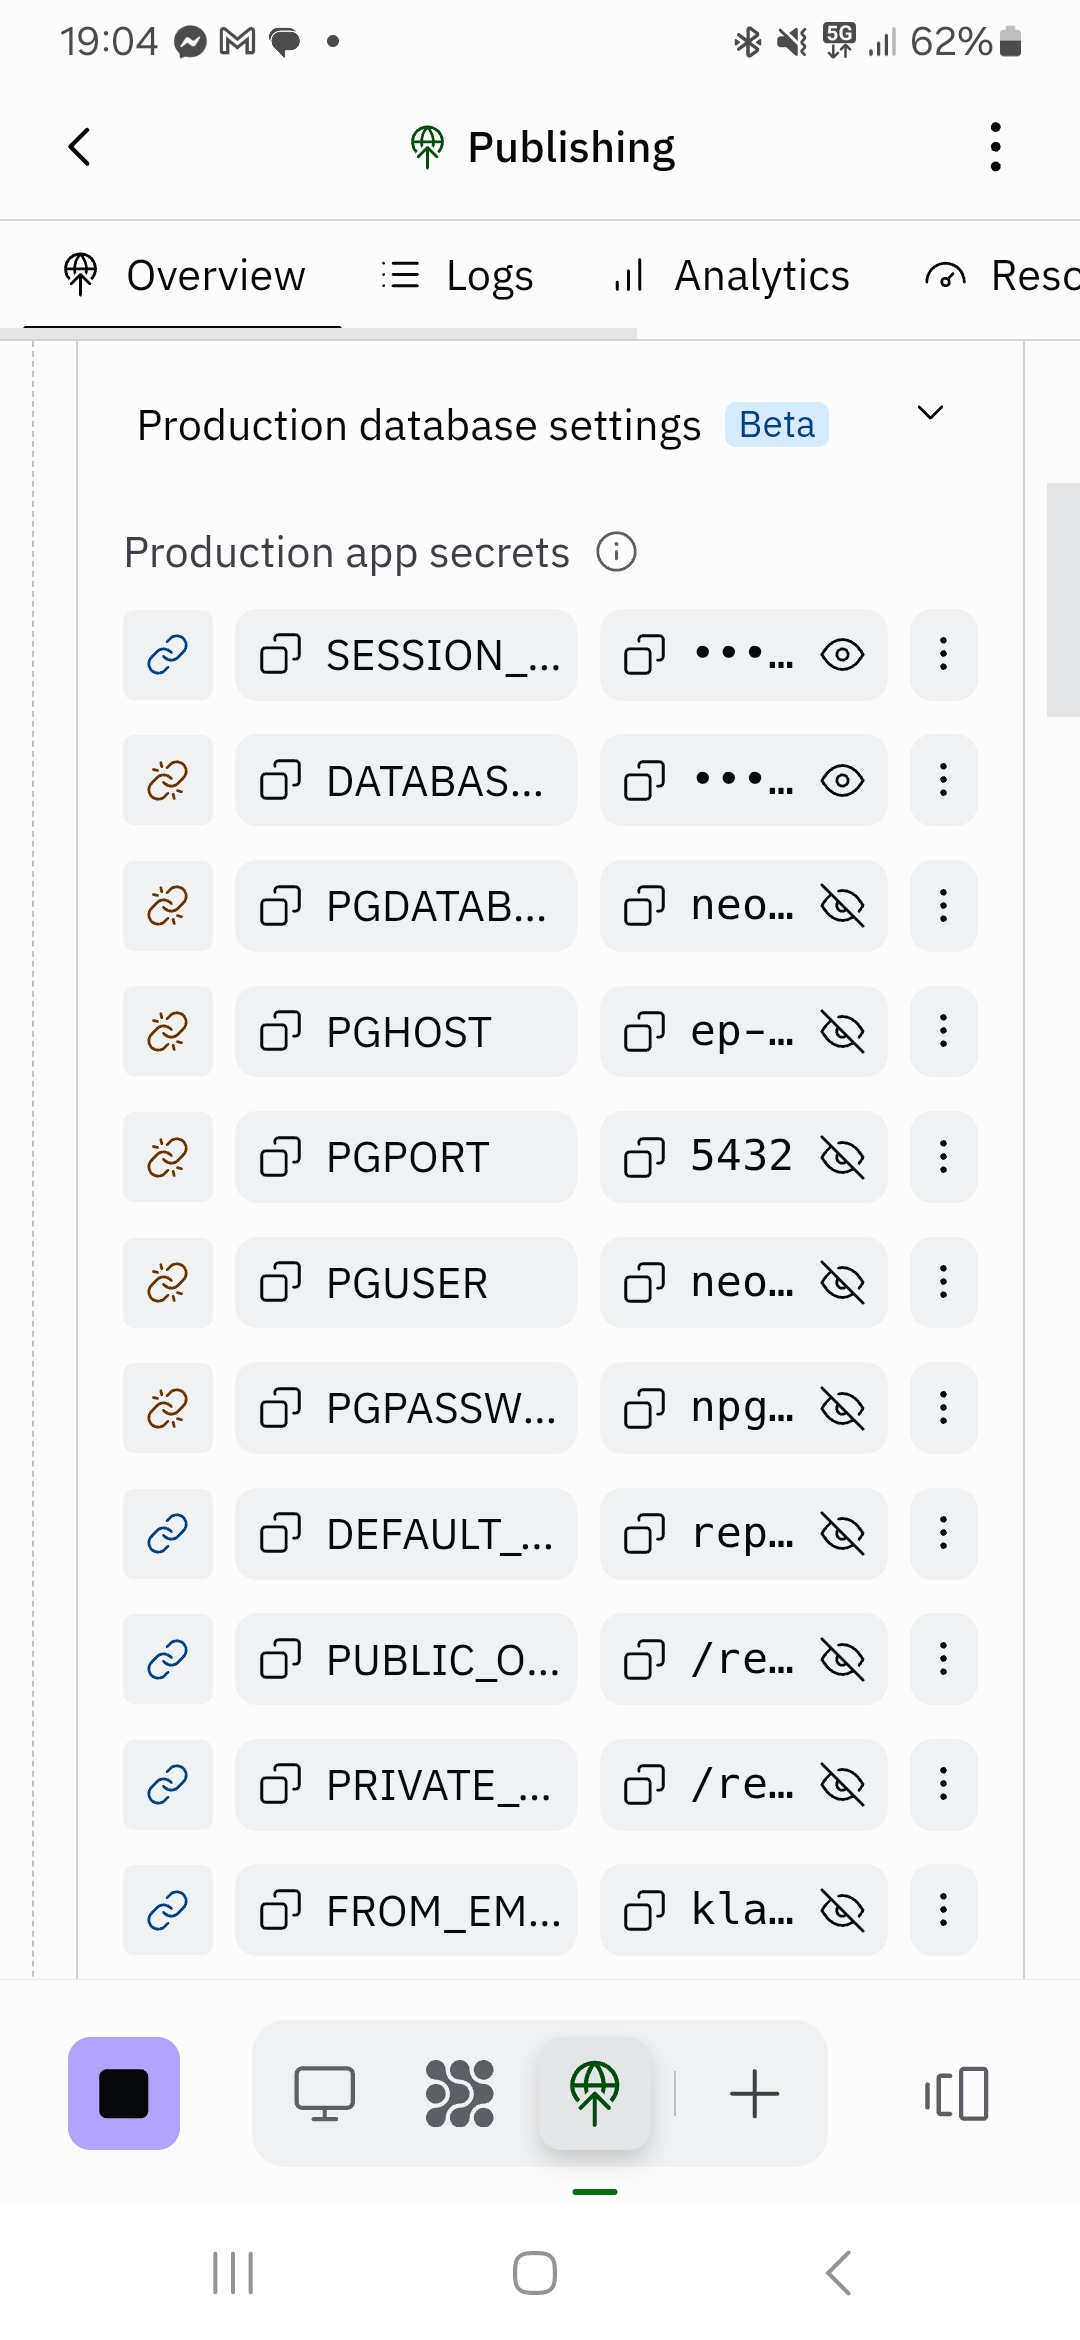 19:04 5G 62%
Publishing
Overview Logs Analytics Reso
Production database settings Beta
Production app secrets
SESSION_... •••...
DATABAS... •••...
PGDATAB... neo...
PGHOST ep-...
PGPORT 5432
PGUSER neo...
PGPASSW... npg...
DEFAULT_... rep...
PUBLIC_O... /re...
PRIVATE_... /re...
FROM_EM... kla...